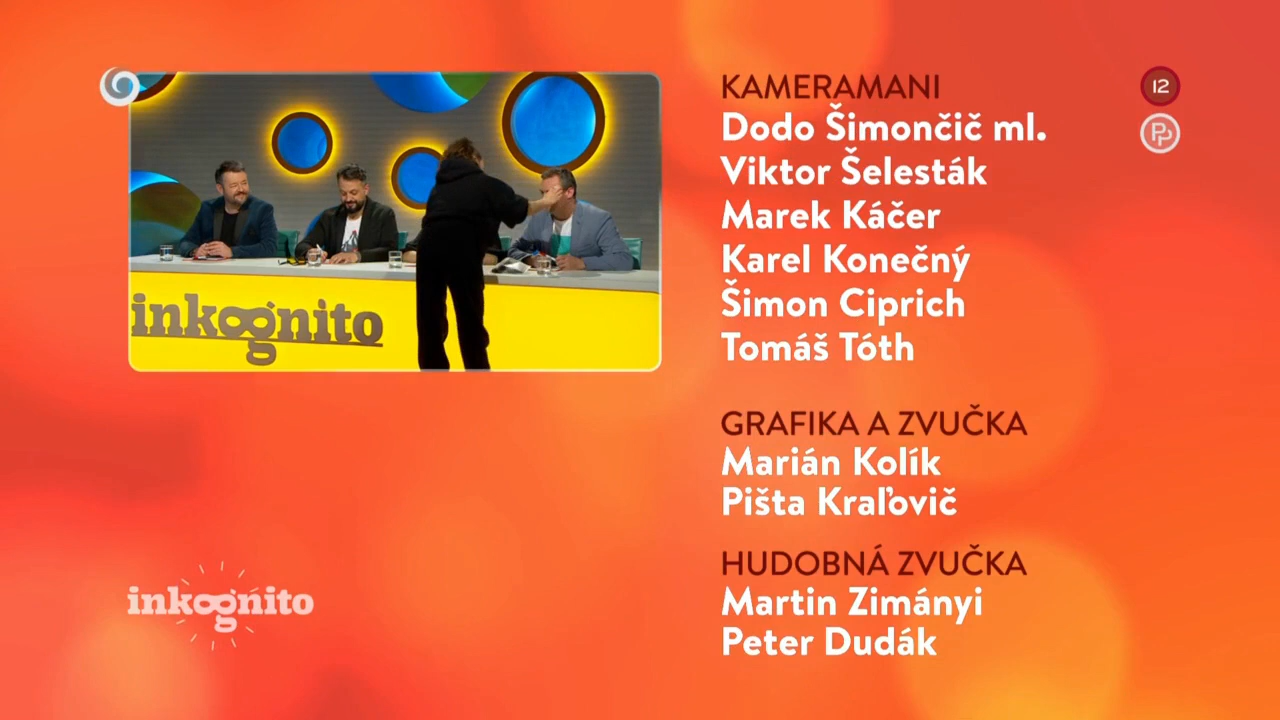 12
PP
KAMERAMANI
Dodo Šimončič ml.
Viktor Šelesták
Marek Káčer
Karel Konečný
Šimon Ciprich
Tomáš Tóth
inkognito
GRAFIKA A ZVUČKA
Marián Kolík
Pišta Kraľovič
HUDOBNÁ ZVUČKA
Martin Zimányi
Peter Dudák
inkognito